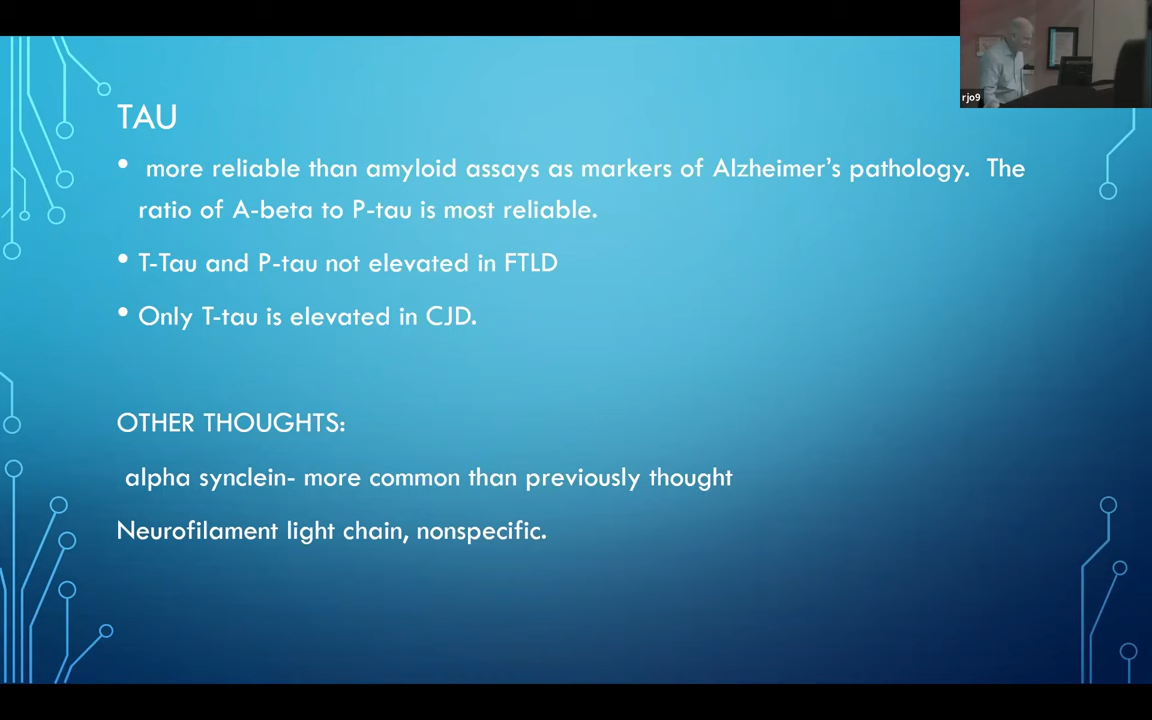 rjo9
TAU
• more reliable than amyloid assays as markers of Alzheimer’s pathology.  The
ratio of A-beta to P-tau is most reliable.
• T-Tau and P-tau not elevated in FTLD
• Only T-tau is elevated in CJD.
OTHER THOUGHTS:
alpha synclein- more common than previously thought
Neurofilament light chain, nonspecific.